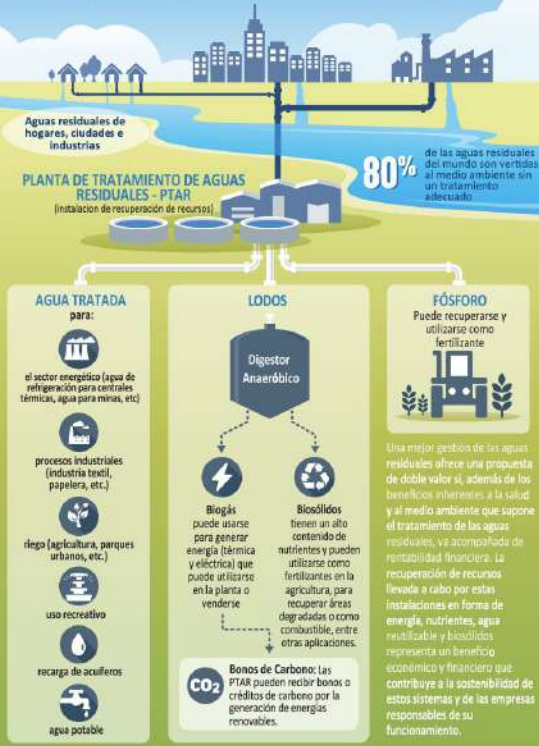 Aguas residuales de
hogares, ciudades e
industrias
80%
de las aguas residuales
del mundo son vertidas
al medio ambiente sin
un tratamiento
adecuado
PLANTA DE TRATAMIENTO DE AGUAS
RESIDUALES - PTAR
(instalacion de recuperación de recursos)
AGUA TRATADA
para:
el sector energético (agua de
refrigeración para centrales
térmicas, agua para minas, etc)
procesos industriales
(industria textil,
papelera, etc.)
riego (agricultura, parques
urbanos, etc.)
uso recreativo
recarga de acuíferos
agua potable
LODOS
Digestor
Anaeróbico
Biogás
puede usarse
para generar
energía (térmica
y eléctrica) que
puede utilizarse
en la planta o
venderse
Biosólidos
tienen un alto
contenido de
nutrientes y pueden
utilizarse como
fertilizantes en la
agricultura, para
recuperar áreas
degradadas o como
combustible, entre
otras aplicaciones.
CO2
Bonos de Carbono: Las
PTAR pueden recibir bonos o
créditos de carbono por la
generación de energías
renovables.
FÓSFORO
Puede recuperarse y
utilizarse como
fertilizante
Una mejor gestión de las aguas
residuales ofrece una propuesta
de doble valor si, además de los
beneficios inherentes a la salud
y al medio ambiente que supone
el tratamiento de las aguas
residuales, va acompañada de
rentabilidad financiera. La
recuperación de recursos
llevada a cabo por estas
instalaciones en forma de
energía, nutrientes, agua
reutilizable y biosólidos
representa un beneficio
económico y financiero que
contribuye a la sostenibilidad de
estos sistemas y de las empresas
responsables de su
funcionamiento.